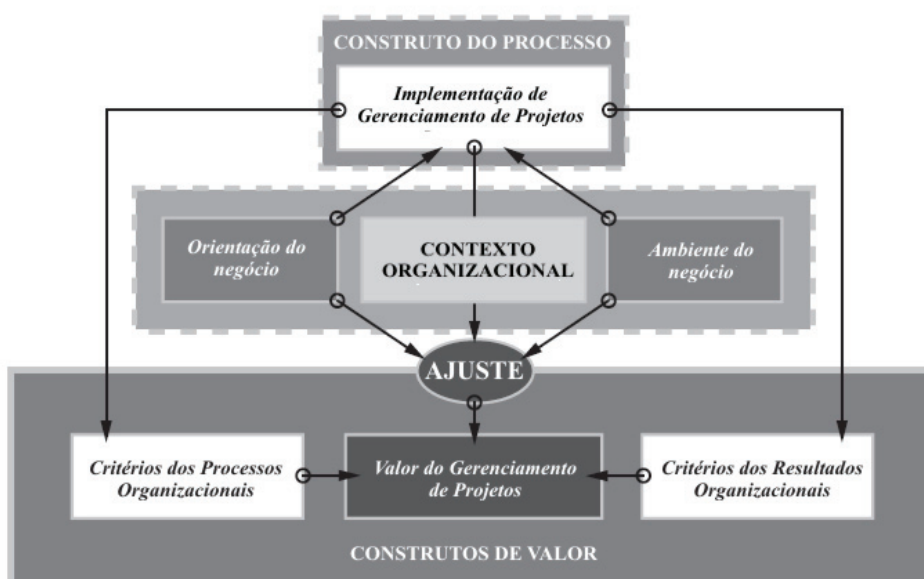 CONSTRUTO DO PROCESSO
Implementação de
Gerenciamento de Projetos
Orientação do
negócio
CONTEXTO
ORGANIZACIONAL
Ambiente do
negócio
AJUSTE
Critérios dos Processos
Organizacionais
Valor do Gerenciamento
de Projetos
Critérios dos Resultados
Organizacionais
CONSTRUTOS DE VALOR